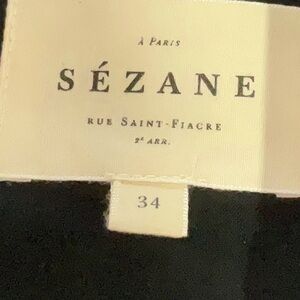 À PARIS
SÉZANE
RUE SAINT-FIACRE
2ᵉ ARR.
34